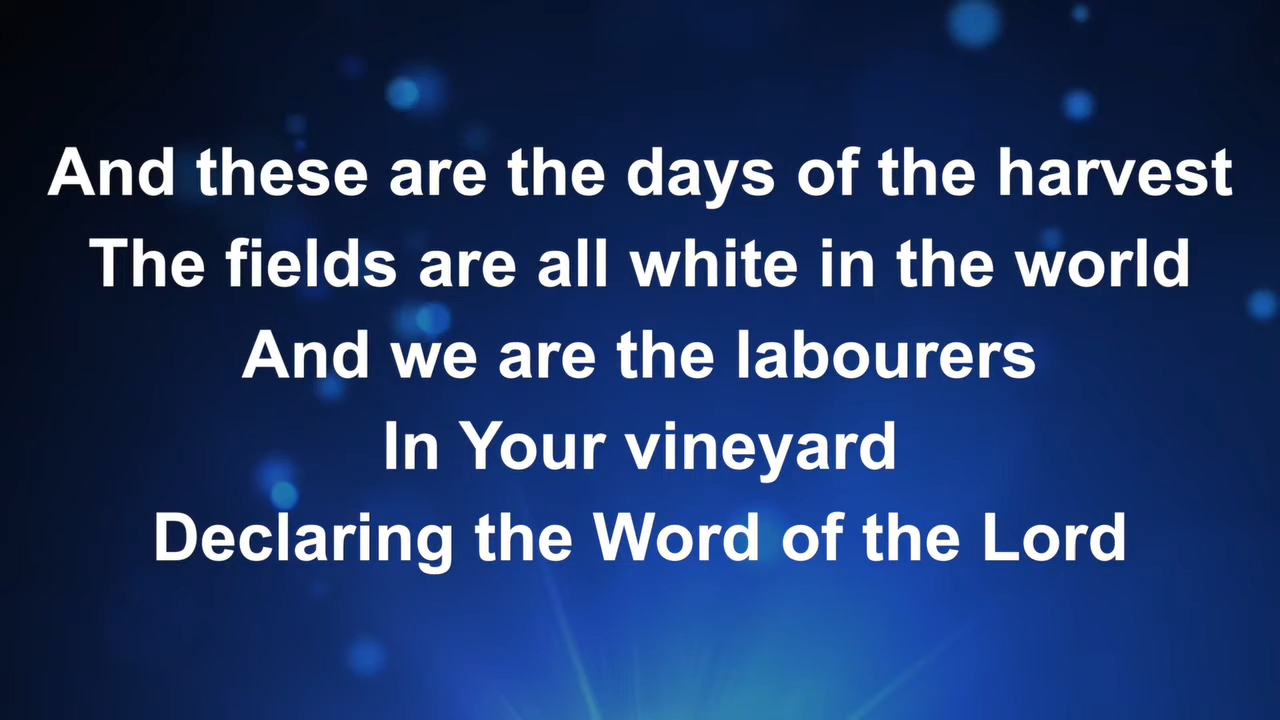 And these are the days of the harvest
The fields are all white in the world
And we are the labourers
In Your vineyard
Declaring the Word of the Lord